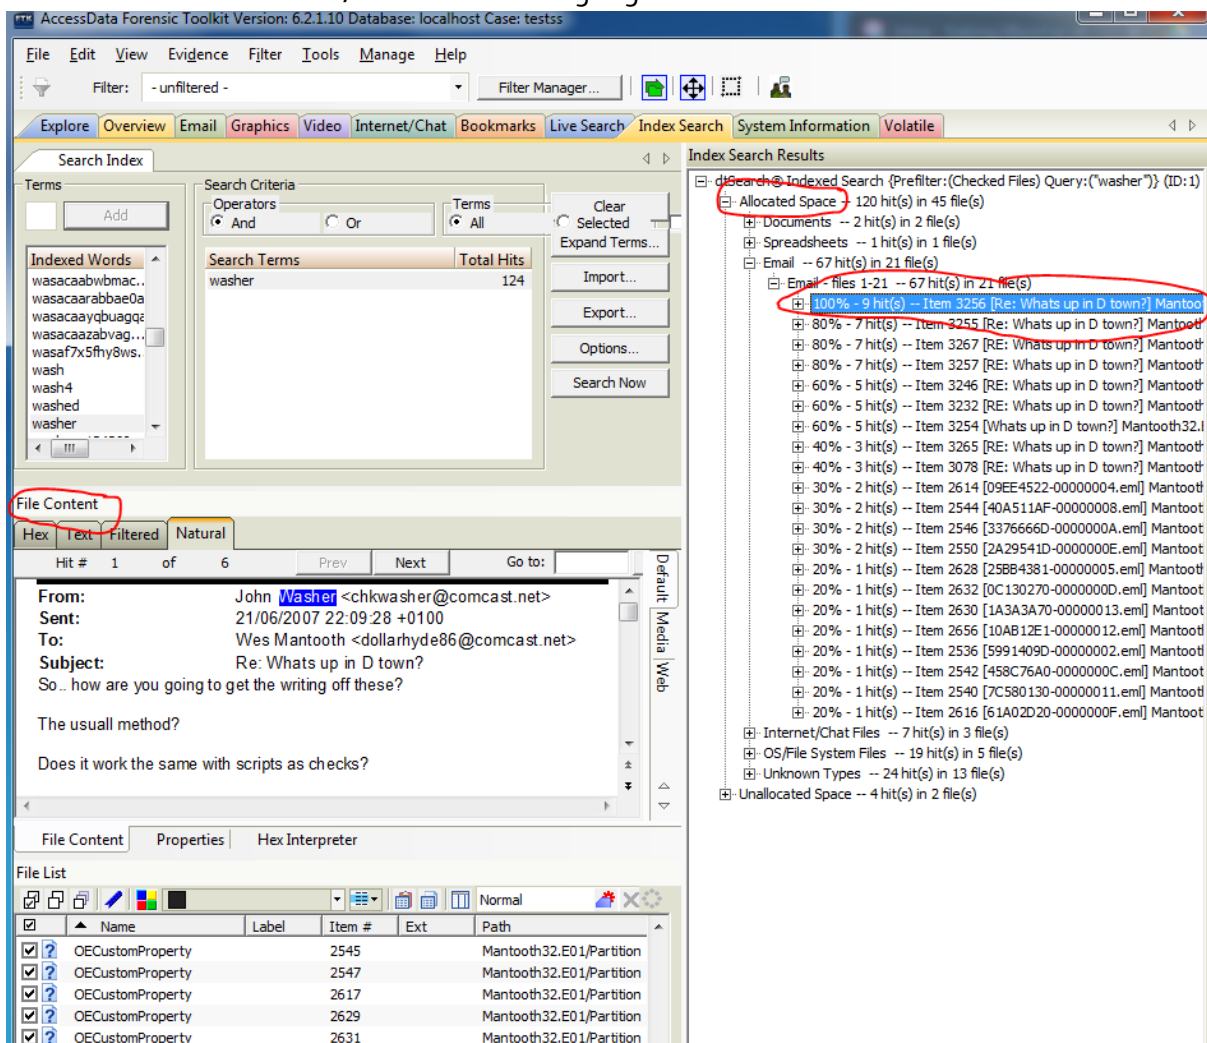 AccessData Forensic Toolkit Version: 6.2.1.10 Database: localhost Case: testss
File Edit View Evidence Filter Tools Manage Help
Filter: - unfiltered - Filter Manager...
Explore Overview Email Graphics Video Internet/Chat Bookmarks Live Search Index Search System Information Volatile
Search Index
Terms
Add
Indexed Words
wasacaabwbmac..
wasacaarabbae0a
wasacaayqbuagqa
wasacaazabvag...
wasaf7x5fhy8ws..
wash
wash4
washed
washer
Search Criteria
Operators
And Or
Terms
All Selected
Search Terms Total Hits
washer 124
Clear
Expand Terms...
Import...
Export...
Options...
Search Now
File Content
Hex Text Filtered Natural
Hit # 1 of 6 Prev Next Go to:
From: John Washer <chkwasher@comcast.net>
Sent: 21/06/2007 22:09:28 +0100
To: Wes Mantooth <dollarhyde86@comcast.net>
Subject: Re: Whats up in D town?
So.. how are you going to get the writing off these?
The usuall method?
Does it work the same with scripts as checks?
Default
Media
Web
File Content Properties Hex Interpreter
File List
Normal
Name Label Item # Ext Path
OECustomProperty 2545 Mantooth32.E01/Partition
OECustomProperty 2547 Mantooth32.E01/Partition
OECustomProperty 2617 Mantooth32.E01/Partition
OECustomProperty 2629 Mantooth32.E01/Partition
OECustomProperty 2631 Mantooth32.E01/Partition
Index Search Results
dtSearch® Indexed Search {Prefilter:(Checked Files) Query:("washer")} (ID:1)
Allocated Space -- 120 hit(s) in 45 file(s)
Documents -- 2 hit(s) in 2 file(s)
Spreadsheets -- 1 hit(s) in 1 file(s)
Email -- 67 hit(s) in 21 file(s)
Email - files 1-21 -- 67 hit(s) in 21 file(s)
100% - 9 hit(s) -- Item 3256 [Re: Whats up in D town?] Mantoo
80% - 7 hit(s) -- Item 3255 [Re: Whats up in D town?] Mantooth
80% - 7 hit(s) -- Item 3267 [RE: Whats up in D town?] Mantooth
80% - 7 hit(s) -- Item 3257 [RE: Whats up in D town?] Mantooth
60% - 5 hit(s) -- Item 3246 [RE: Whats up in D town?] Mantooth
60% - 5 hit(s) -- Item 3232 [RE: Whats up in D town?] Mantooth
60% - 5 hit(s) -- Item 3254 [Whats up in D town?] Mantooth32.
40% - 3 hit(s) -- Item 3265 [RE: Whats up in D town?] Mantooth
40% - 3 hit(s) -- Item 3078 [RE: Whats up in D town?] Mantooth
30% - 2 hit(s) -- Item 2614 [09EE4522-00000004.eml] Mantooth
30% - 2 hit(s) -- Item 2544 [40A511AF-00000008.eml] Mantoot
30% - 2 hit(s) -- Item 2546 [3376666D-0000000A.eml] Mantoot
30% - 2 hit(s) -- Item 2550 [2A29541D-0000000E.eml] Mantoot
20% - 1 hit(s) -- Item 2628 [25BB4381-00000005.eml] Mantoot
20% - 1 hit(s) -- Item 2632 [0C130270-0000000D.eml] Mantoot
20% - 1 hit(s) -- Item 2630 [1A3A3A70-00000013.eml] Mantoot
20% - 1 hit(s) -- Item 2656 [10AB12E1-00000012.eml] Mantooth
20% - 1 hit(s) -- Item 2536 [5991409D-00000002.eml] Mantoot
20% - 1 hit(s) -- Item 2542 [458C76A0-0000000C.eml] Mantoot
20% - 1 hit(s) -- Item 2540 [7C580130-00000011.eml] Mantooth
20% - 1 hit(s) -- Item 2616 [61A02D20-0000000F.eml] Mantoot
Internet/Chat Files -- 7 hit(s) in 3 file(s)
OS/File System Files -- 19 hit(s) in 5 file(s)
Unknown Types -- 24 hit(s) in 13 file(s)
Unallocated Space -- 4 hit(s) in 2 file(s)